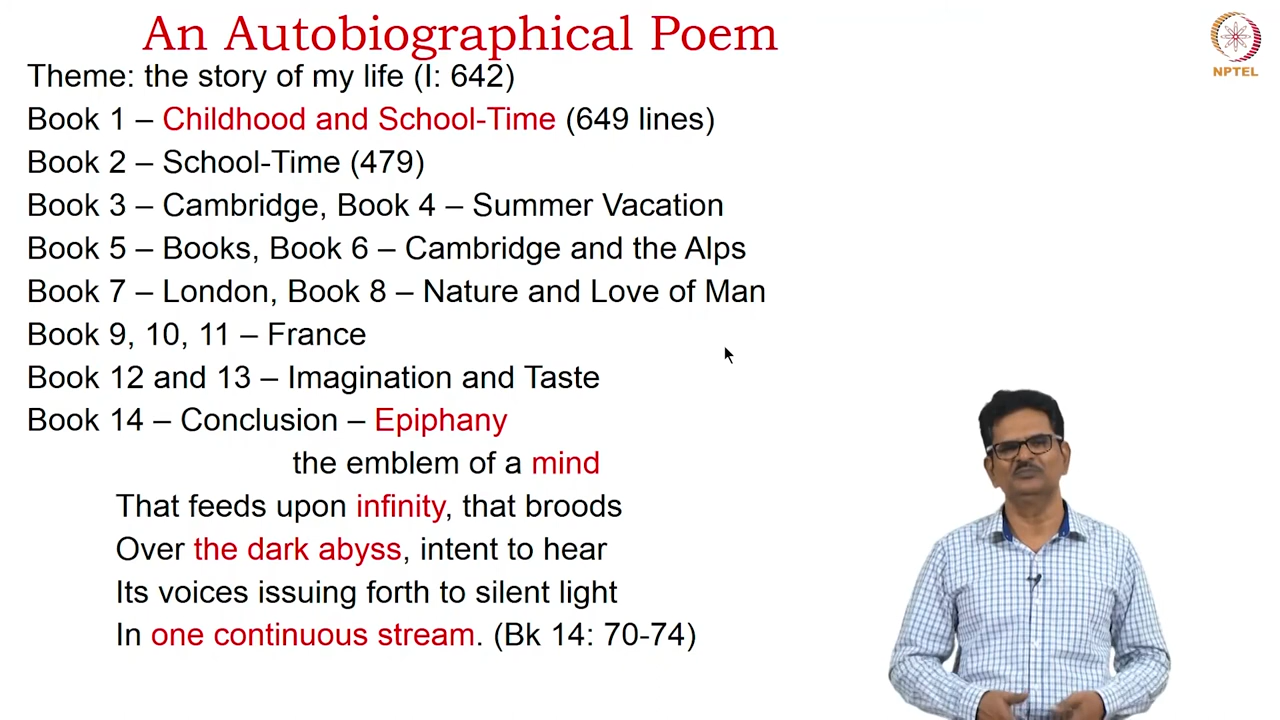 An Autobiographical Poem
NPTEL
Theme: the story of my life (I: 642)
Book 1 – Childhood and School-Time (649 lines)
Book 2 – School-Time (479)
Book 3 – Cambridge, Book 4 – Summer Vacation
Book 5 – Books, Book 6 – Cambridge and the Alps
Book 7 – London, Book 8 – Nature and Love of Man
Book 9, 10, 11 – France
Book 12 and 13 – Imagination and Taste
Book 14 – Conclusion – Epiphany
the emblem of a mind
That feeds upon infinity, that broods
Over the dark abyss, intent to hear
Its voices issuing forth to silent light
In one continuous stream. (Bk 14: 70-74)